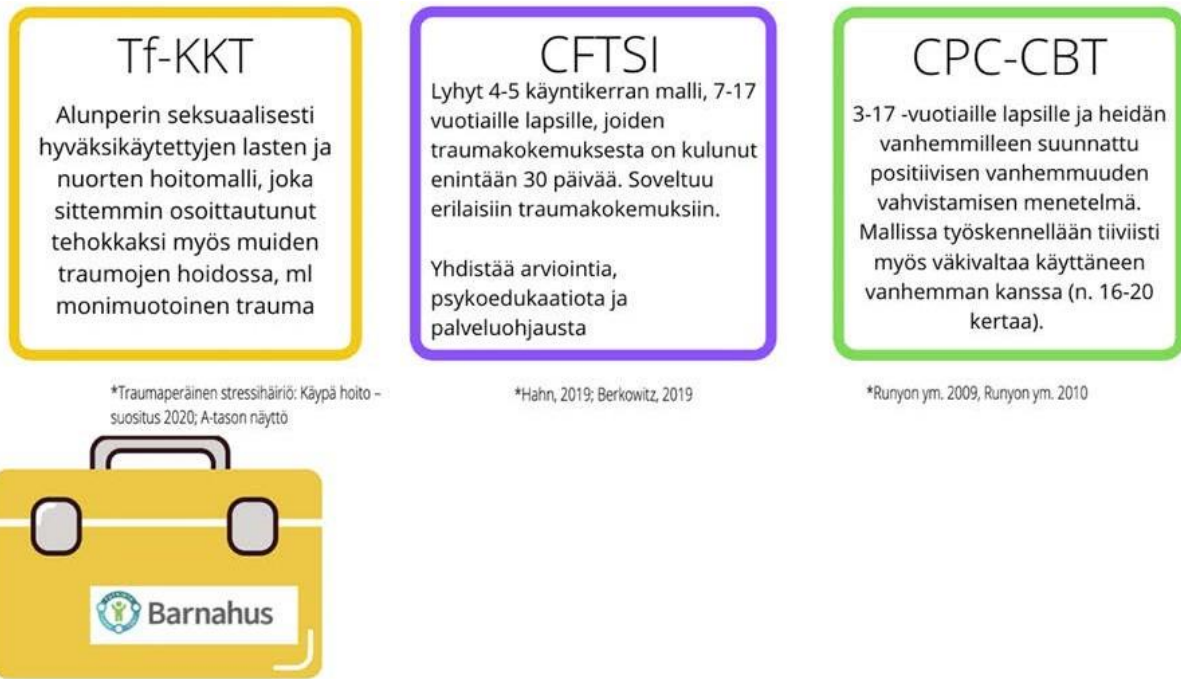 Tf-KKT
Alunperin seksuaalisesti
hyväksikäytettyjen lasten ja
nuorten hoitomalli, joka
sittemmin osoittautunut
tehokkaksi myös muiden
traumojen hoidossa, ml
monimuotoinen trauma
*Traumaperäinen stressihäiriö: Käypä hoito –
suositus 2020; A-tason näyttö
CFTSI
Lyhyt 4-5 käyntikerran malli, 7-17
vuotiaille lapsille, joiden
traumakokemuksesta on kulunut
enintään 30 päivää. Soveltuu
erilaisiin traumakokemuksiin.
Yhdistää arviointia,
psykoedukaatiota ja
palveluohjausta
*Hahn, 2019; Berkowitz, 2019
CPC-CBT
3-17 -vuotiaille lapsille ja heidän
vanhemmilleen suunnattu
positiivisen vanhemmuuden
vahvistamisen menetelmä.
Mallissa työskennellään tiiviisti
myös väkivaltaa käyttäneen
vanhemman kanssa (n. 16-20
kertaa).
*Runyon ym. 2009, Runyon ym. 2010
Barnahus